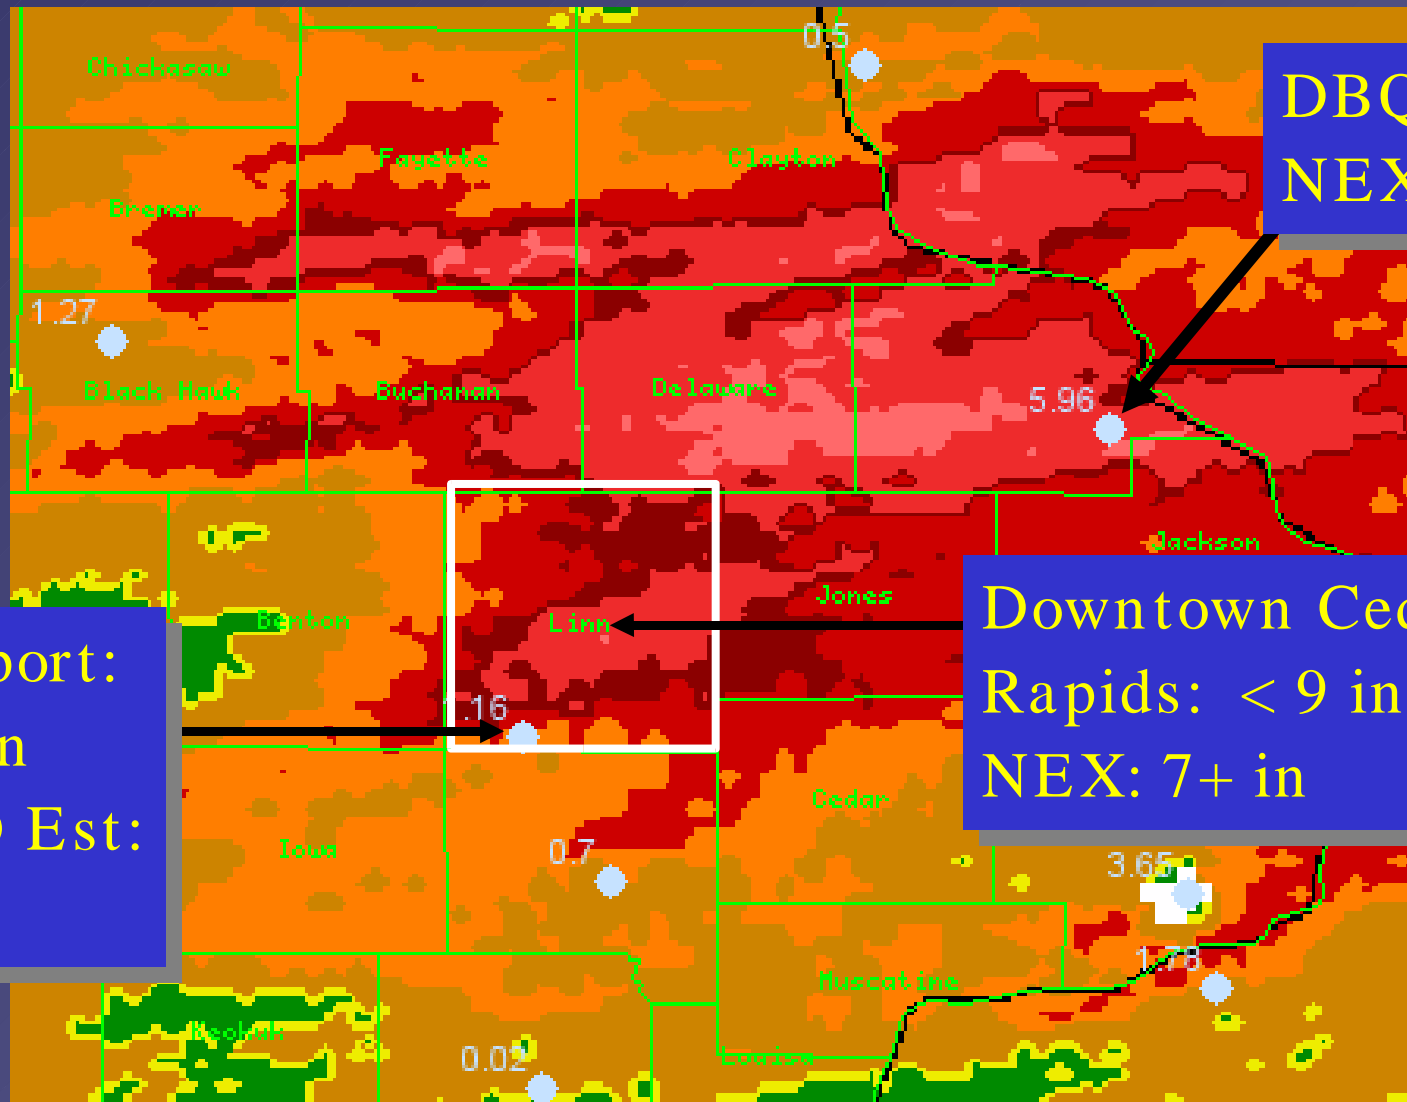 0.5
Chickasaw
DBQ
NEX
Fayette
Clayton
Bremer
1.27
Black Hawk
Buchanan
Delaware
5.96
Jackson
Benton
Linn
Jones
Downtown Ced
Rapids: < 9 in
NEX: 7+ in
port:
n
Est:
.16
Cedar
Iowa
0.7
3.65
1.78
Muscatine
Keokuk
0.02
Louisa